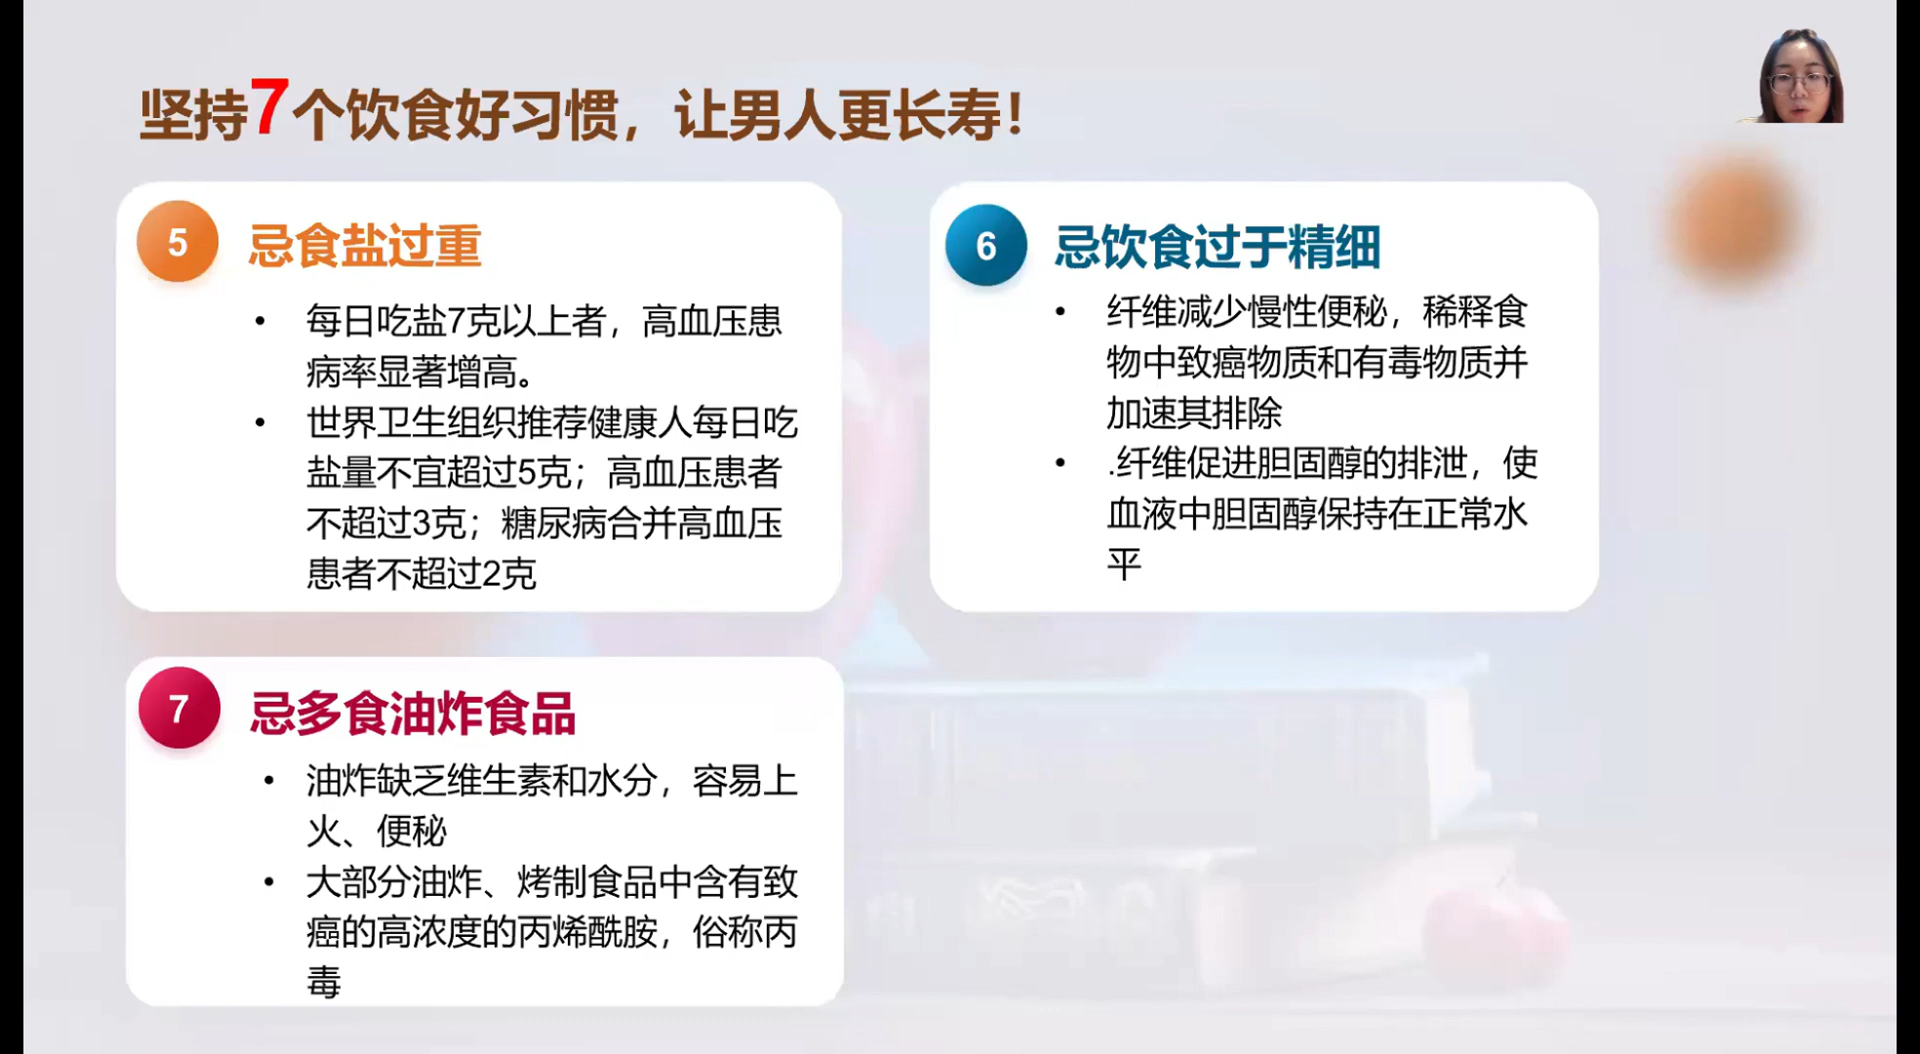 坚持7个饮食好习惯，让男人更长寿！
5
忌食盐过重
• 每日吃盐7克以上者，高血压患
病率显著增高。
• 世界卫生组织推荐健康人每日吃
盐量不宜超过5克；高血压患者
不超过3克；糖尿病合并高血压
患者不超过2克
6
忌饮食过于精细
• 纤维减少慢性便秘，稀释食
物中致癌物质和有毒物质并
加速其排除
• .纤维促进胆固醇的排泄，使
血液中胆固醇保持在正常水
平
7
忌多食油炸食品
• 油炸缺乏维生素和水分，容易上
火、便秘
• 大部分油炸、烤制食品中含有致
癌的高浓度的丙烯酰胺，俗称丙
毒